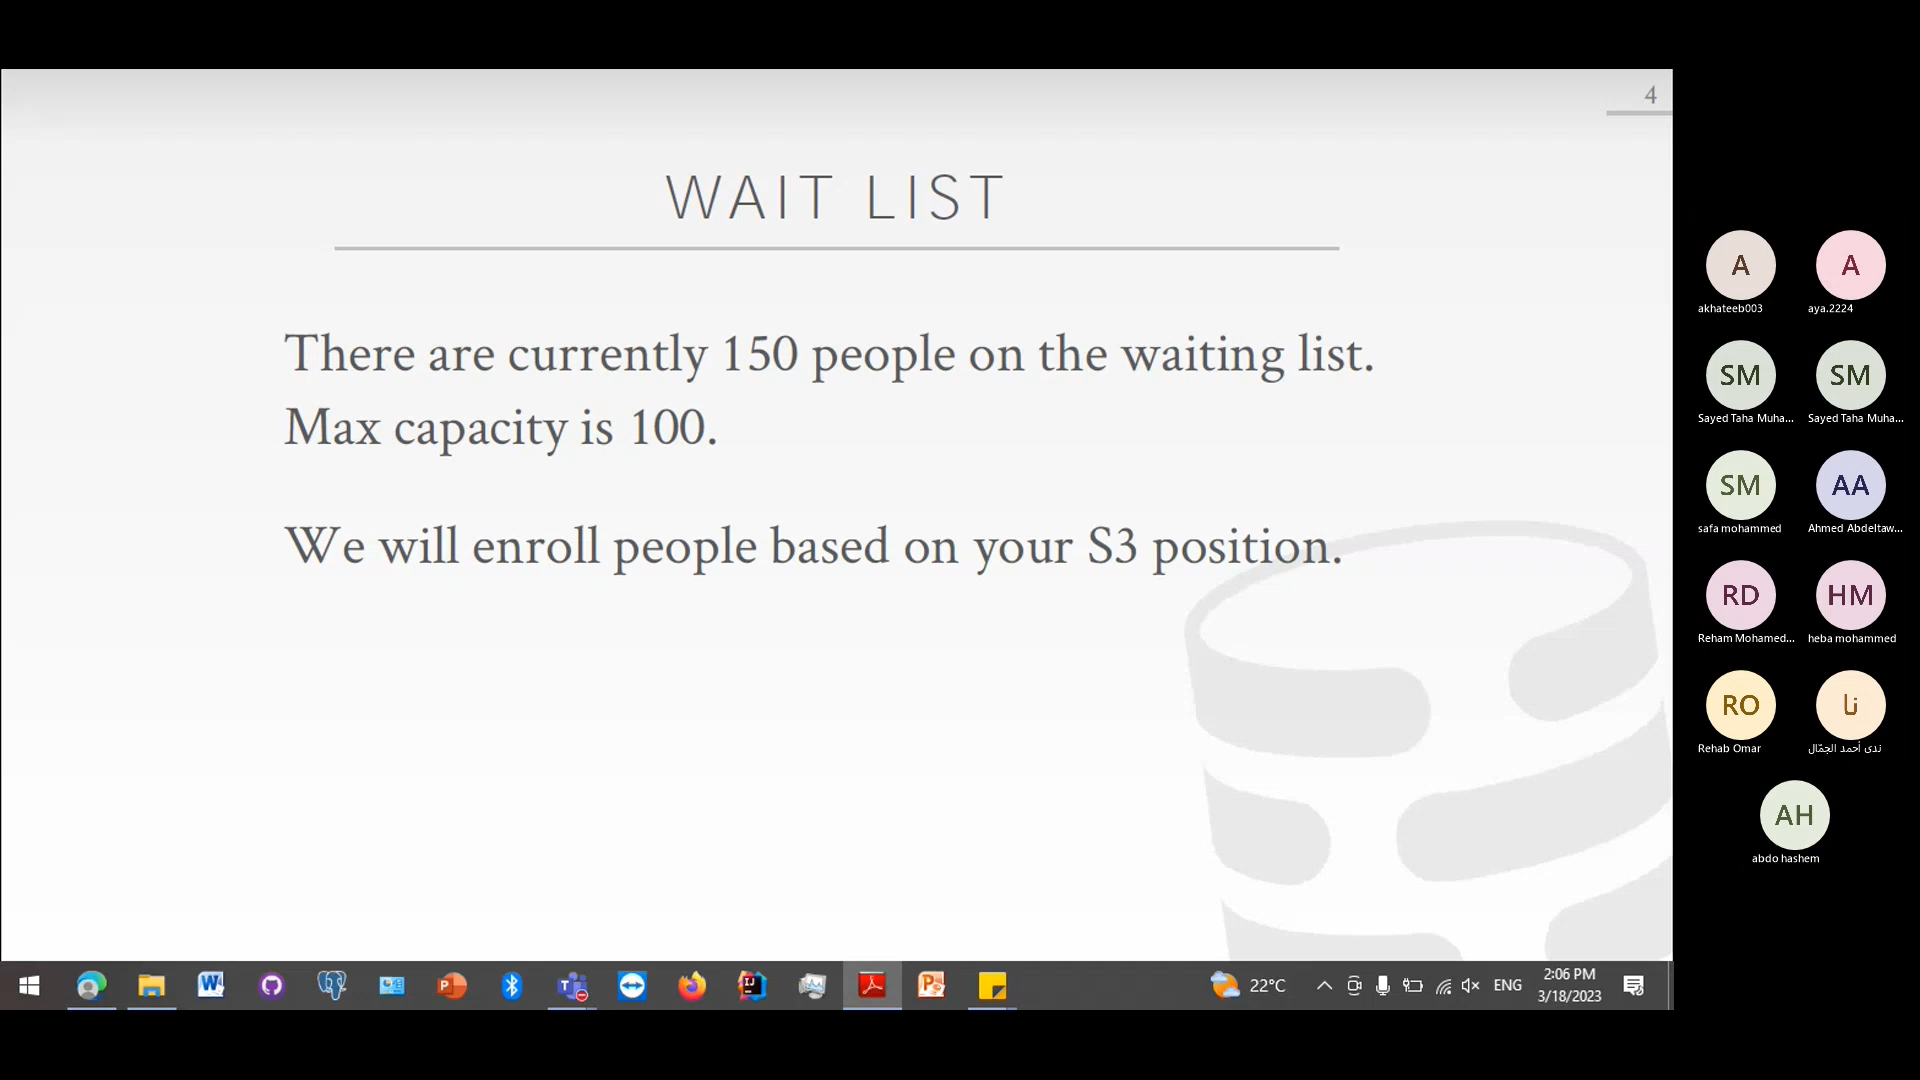 4
WAIT LIST
There are currently 150 people on the waiting list.
Max capacity is 100.
We will enroll people based on your S3 position.
A
A
akhateeb003
aya.2224
SM
SM
Sayed Taha Muha...
Sayed Taha Muha...
SM
AA
safa mohammed
Ahmed Abdeltaw...
RD
HM
Reham Mohamed...
heba mohammed
RO
نا
Rehab Omar
ندى أحمد الجمّال
AH
abdo hashem
22°C
ENG
2:06 PM
3/18/2023